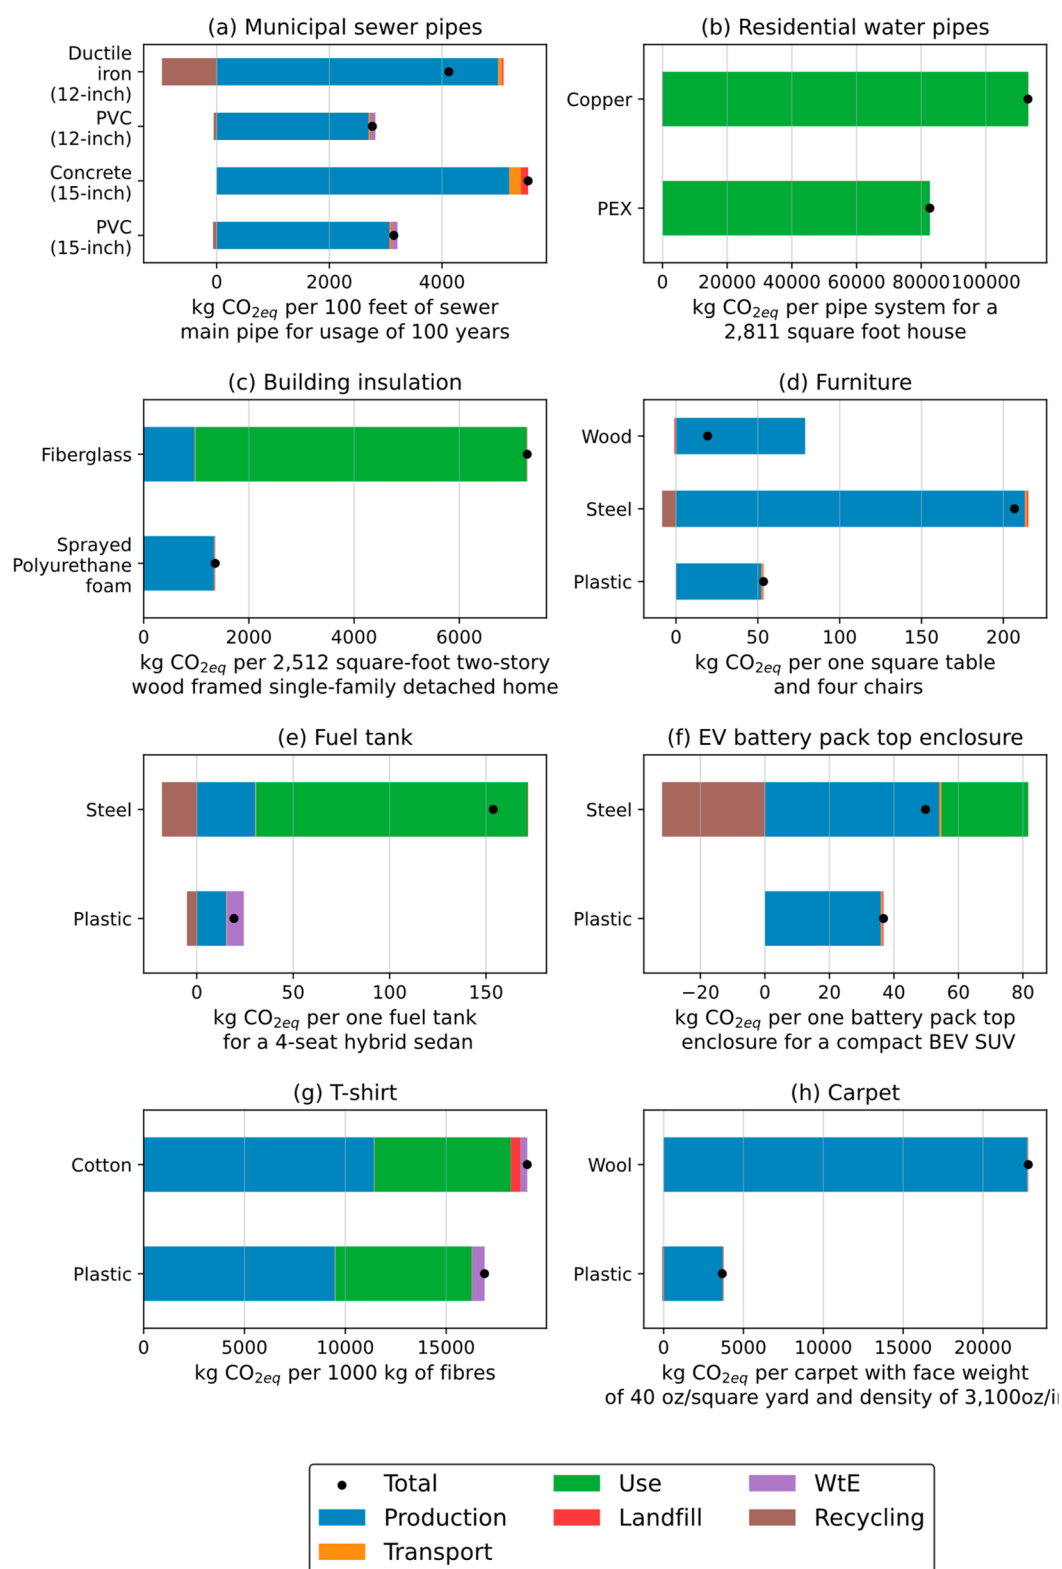 (a) Municipal sewer pipes
Ductile
iron
(12-inch)
PVC
(12-inch)
Concrete
(15-inch)
PVC
(15-inch)
0 2000 4000
kg CO2eq per 100 feet of sewer
main pipe for usage of 100 years
(b) Residential water pipes
Copper
PEX
0 20000 40000 60000 80000 100000
kg CO2eq per pipe system for a
2,811 square foot house
(c) Building insulation
Fiberglass
Sprayed
Polyurethane
foam
0 2000 4000 6000
kg CO2eq per 2,512 square-foot two-story
wood framed single-family detached home
(d) Furniture
Wood
Steel
Plastic
0 50 100 150 200
kg CO2eq per one square table
and four chairs
(e) Fuel tank
Steel
Plastic
0 50 100 150
kg CO2eq per one fuel tank
for a 4-seat hybrid sedan
(f) EV battery pack top enclosure
Steel
Plastic
−20 0 20 40 60 80
kg CO2eq per one battery pack top
enclosure for a compact BEV SUV
(g) T-shirt
Cotton
Plastic
0 5000 10000 15000
kg CO2eq per 1000 kg of fibres
(h) Carpet
Wool
Plastic
0 5000 10000 15000 20000
kg CO2eq per carpet with face weight
of 40 oz/square yard and density of 3,100oz/i
Total
Production
Transport
Use
Landfill
WtE
Recycling